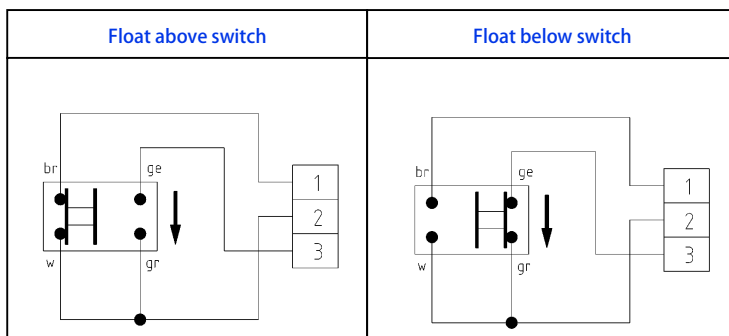 Float above switch
Float below switch
br
ge
1
2
3
w
gr
br
ge
1
2
3
w
gr